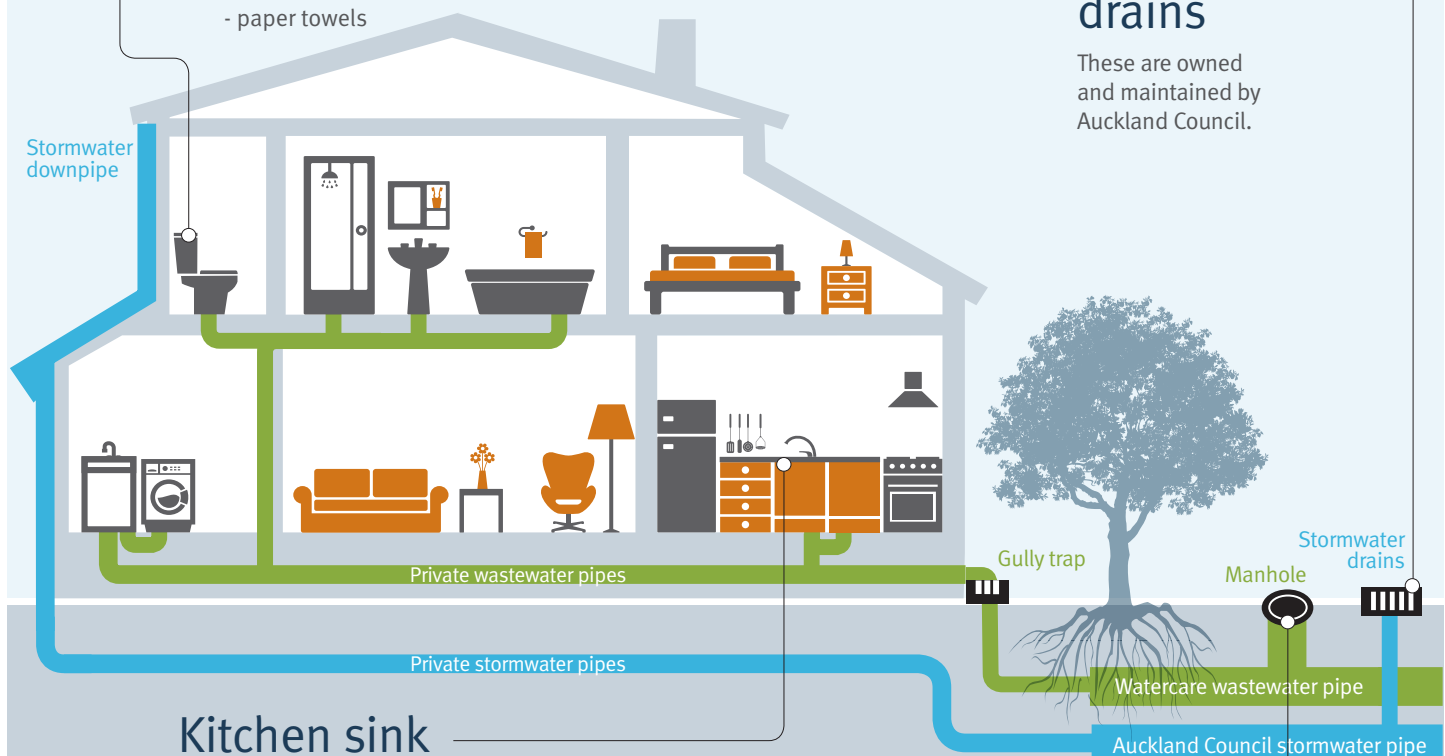 - paper towels
drains
These are owned
and maintained by
Auckland Council.
Stormwater
downpipe
Gully trap
Manhole
Stormwater
drains
Private wastewater pipes
Private stormwater pipes
Watercare wastewater pipe
Kitchen sink
Auckland Council stormwater pipe